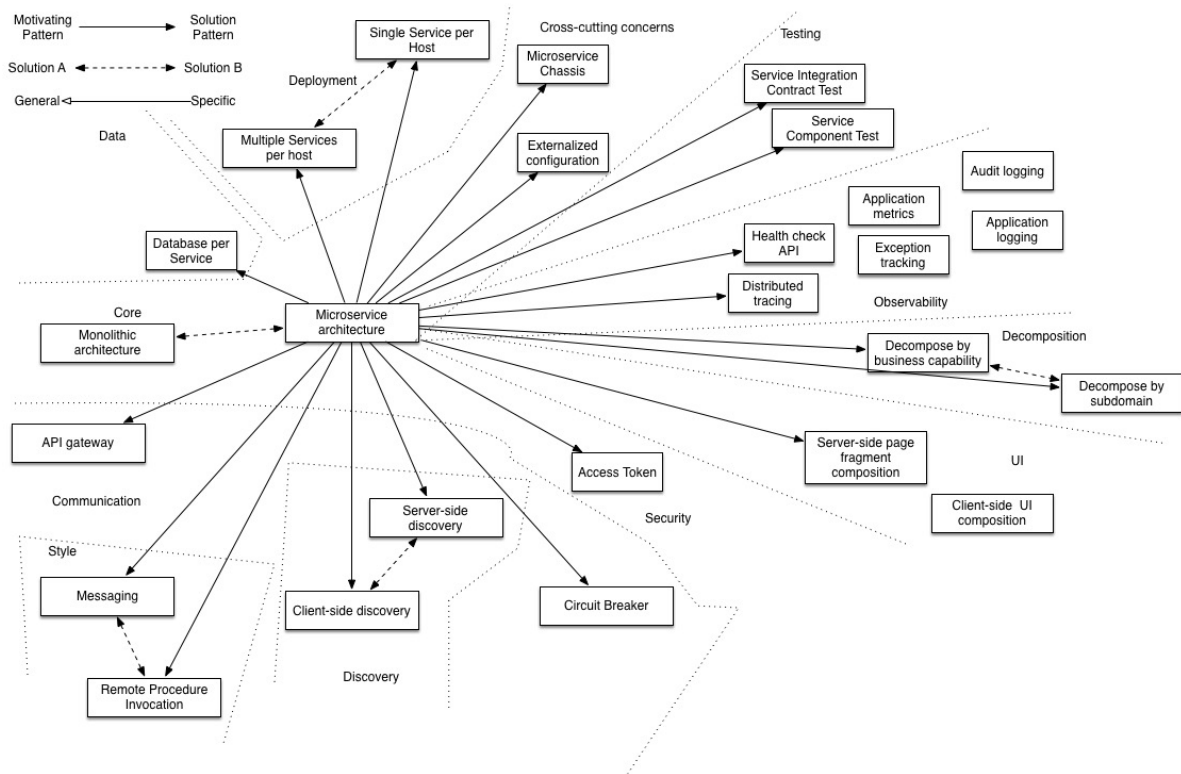 Motivating
Pattern
Solution
Pattern
Solution A
Solution B
General
Specific
Data
Deployment
Single Service per
Host
Multiple Services
per host
Cross-cutting concerns
Microservice
Chassis
Externalized
configuration
Testing
Service Integration
Contract Test
Service
Component Test
Audit logging
Application
metrics
Application
logging
Exception
tracking
Health check
API
Distributed
tracing
Observability
Database per
Service
Core
Monolithic
architecture
Microservice
architecture
Decomposition
Decompose by
business capability
Decompose by
subdomain
API gateway
Communication
Access Token
Security
Server-side page
fragment
composition
UI
Client-side UI
composition
Server-side
discovery
Style
Messaging
Client-side discovery
Circuit Breaker
Discovery
Remote Procedure
Invocation